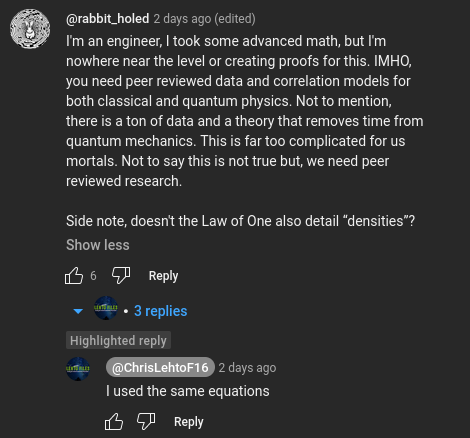 @rabbit_holed 2 days ago (edited)
I'm an engineer, I took some advanced math, but I'm
nowhere near the level or creating proofs for this. IMHO,
you need peer reviewed data and correlation models for
both classical and quantum physics. Not to mention,
there is a ton of data and a theory that removes time from
quantum mechanics. This is far too complicated for us
mortals. Not to say this is not true but, we need peer
reviewed research.
Side note, doesn't the Law of One also detail “densities”?
Show less
6 Reply
• 3 replies
Highlighted reply
@ChrisLehtoF16 2 days ago
I used the same equations
Reply